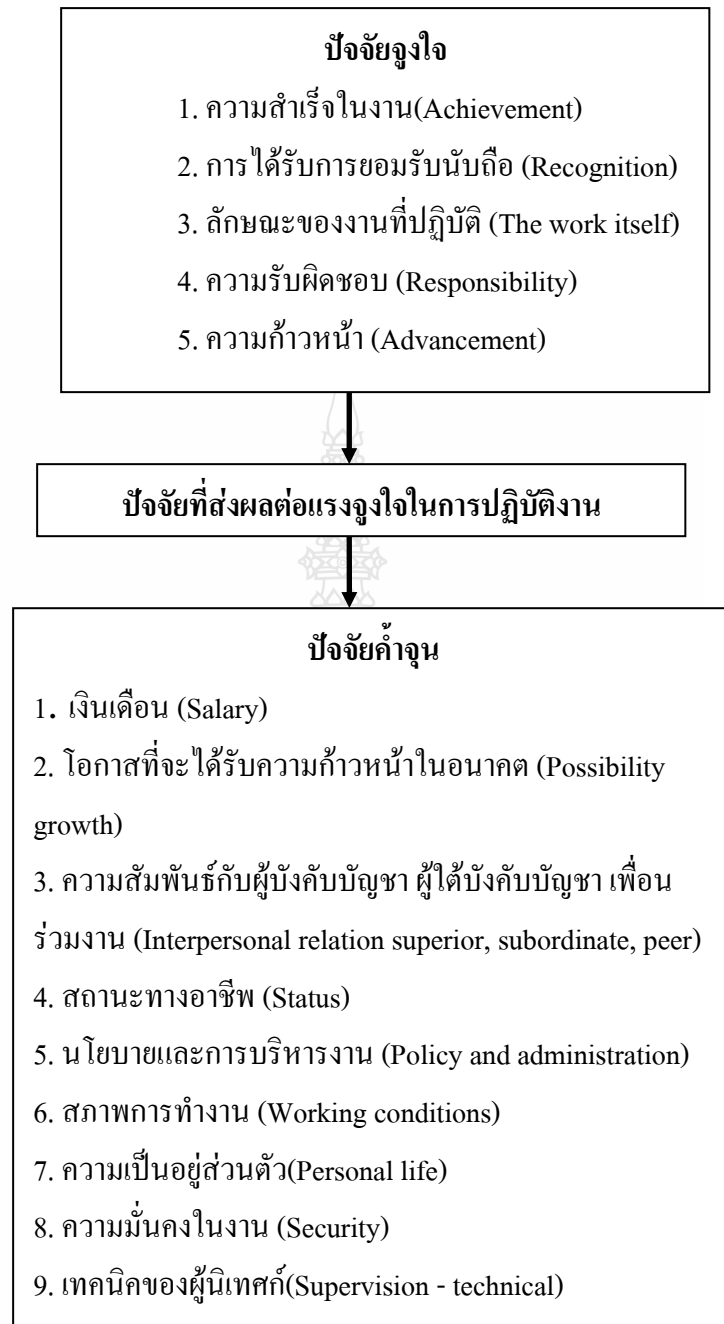 ปัจจัยจูงใจ
1. ความสำเร็จในงาน(Achievement)
2. การได้รับการยอมรับนับถือ (Recognition)
3. ลักษณะของงานที่ปฏิบัติ (The work itself)
4. ความรับผิดชอบ (Responsibility)
5. ความก้าวหน้า (Advancement)
ปัจจัยที่ส่งผลต่อแรงจูงใจในการปฏิบัติงาน
ปัจจัยค้ำจุน
1. เงินเดือน (Salary)
2. โอกาสที่จะได้รับความก้าวหน้าในอนาคต (Possibility
growth)
3. ความสัมพันธ์กับผู้บังคับบัญชา ผู้ใต้บังคับบัญชา เพื่อน
ร่วมงาน (Interpersonal relation superior, subordinate, peer)
4. สถานะทางอาชีพ (Status)
5. นโยบายและการบริหารงาน (Policy and administration)
6. สภาพการทำงาน (Working conditions)
7. ความเป็นอยู่ส่วนตัว(Personal life)
8. ความมั่นคงในงาน (Security)
9. เทคนิคของผู้นิเทศก์(Supervision - technical)